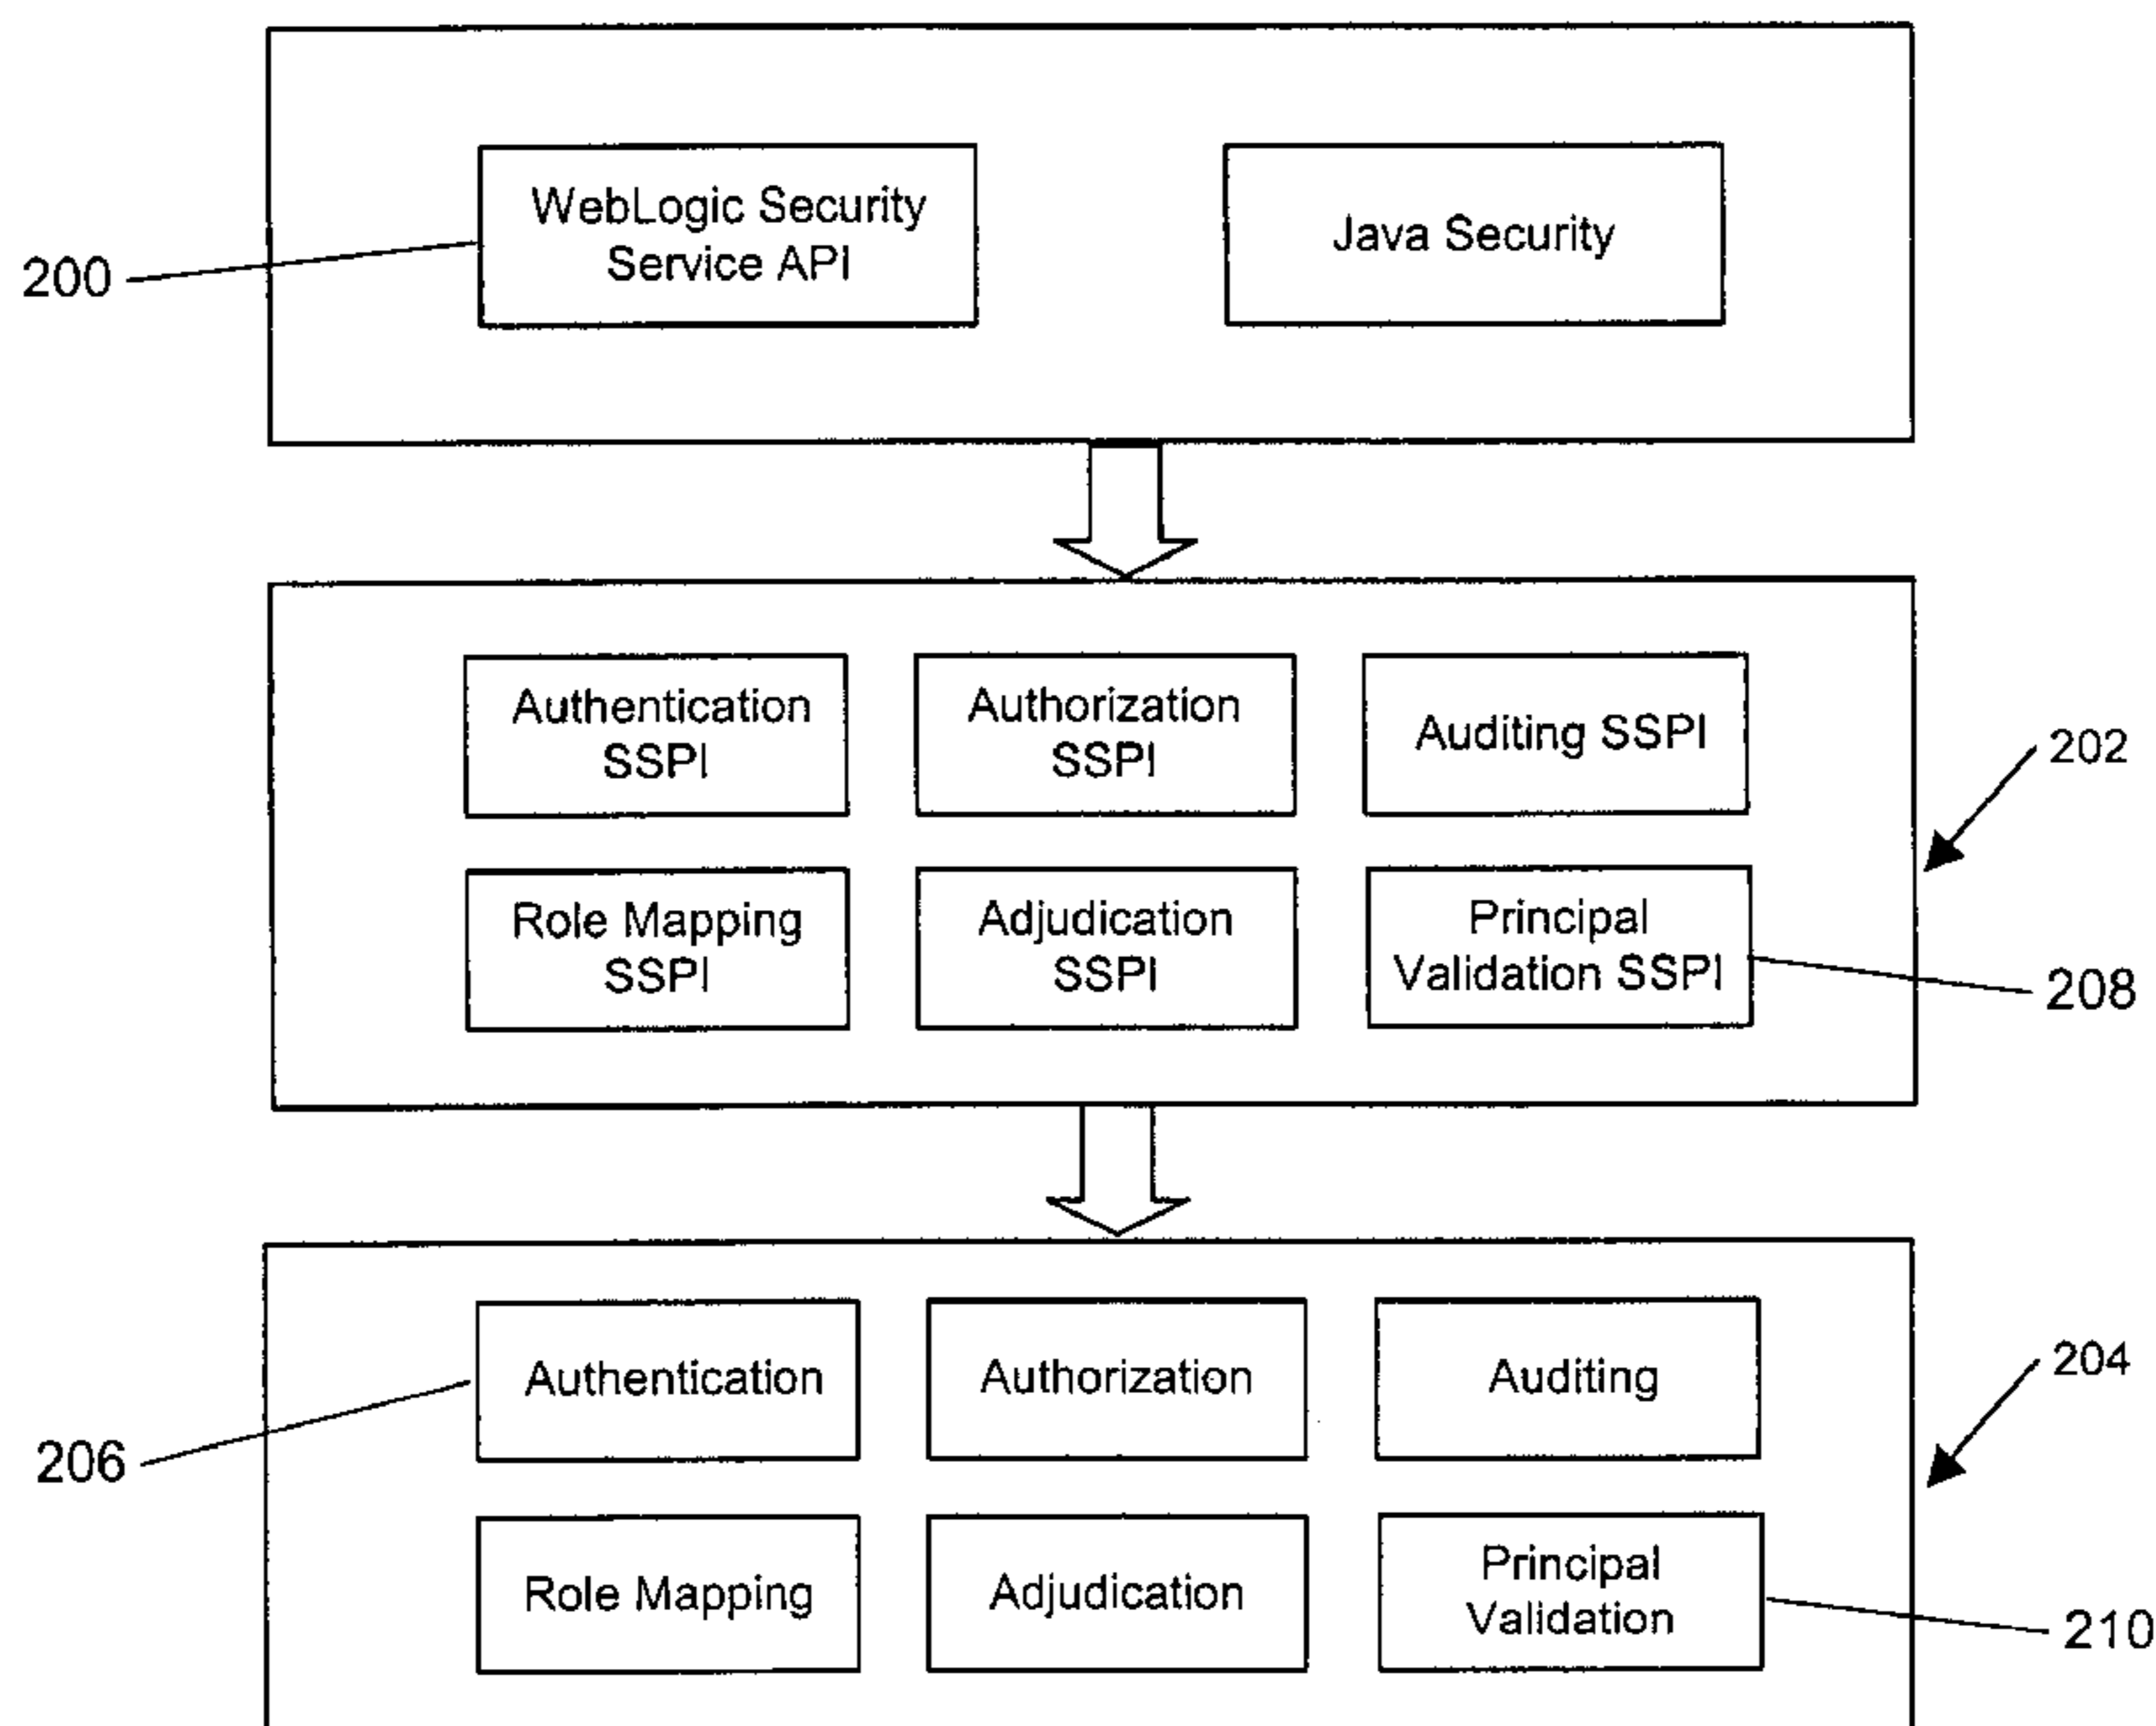 WebLogic Security
Service API
Java Security
200
Authentication
SSPI
Authorization
SSPI
Auditing SSPI
202
Role Mapping
SSPI
Adjudication
SSPI
Principal
Validation SSPI
208
Authentication
Authorization
Auditing
204
206
Role Mapping
Adjudication
Principal
Validation
210